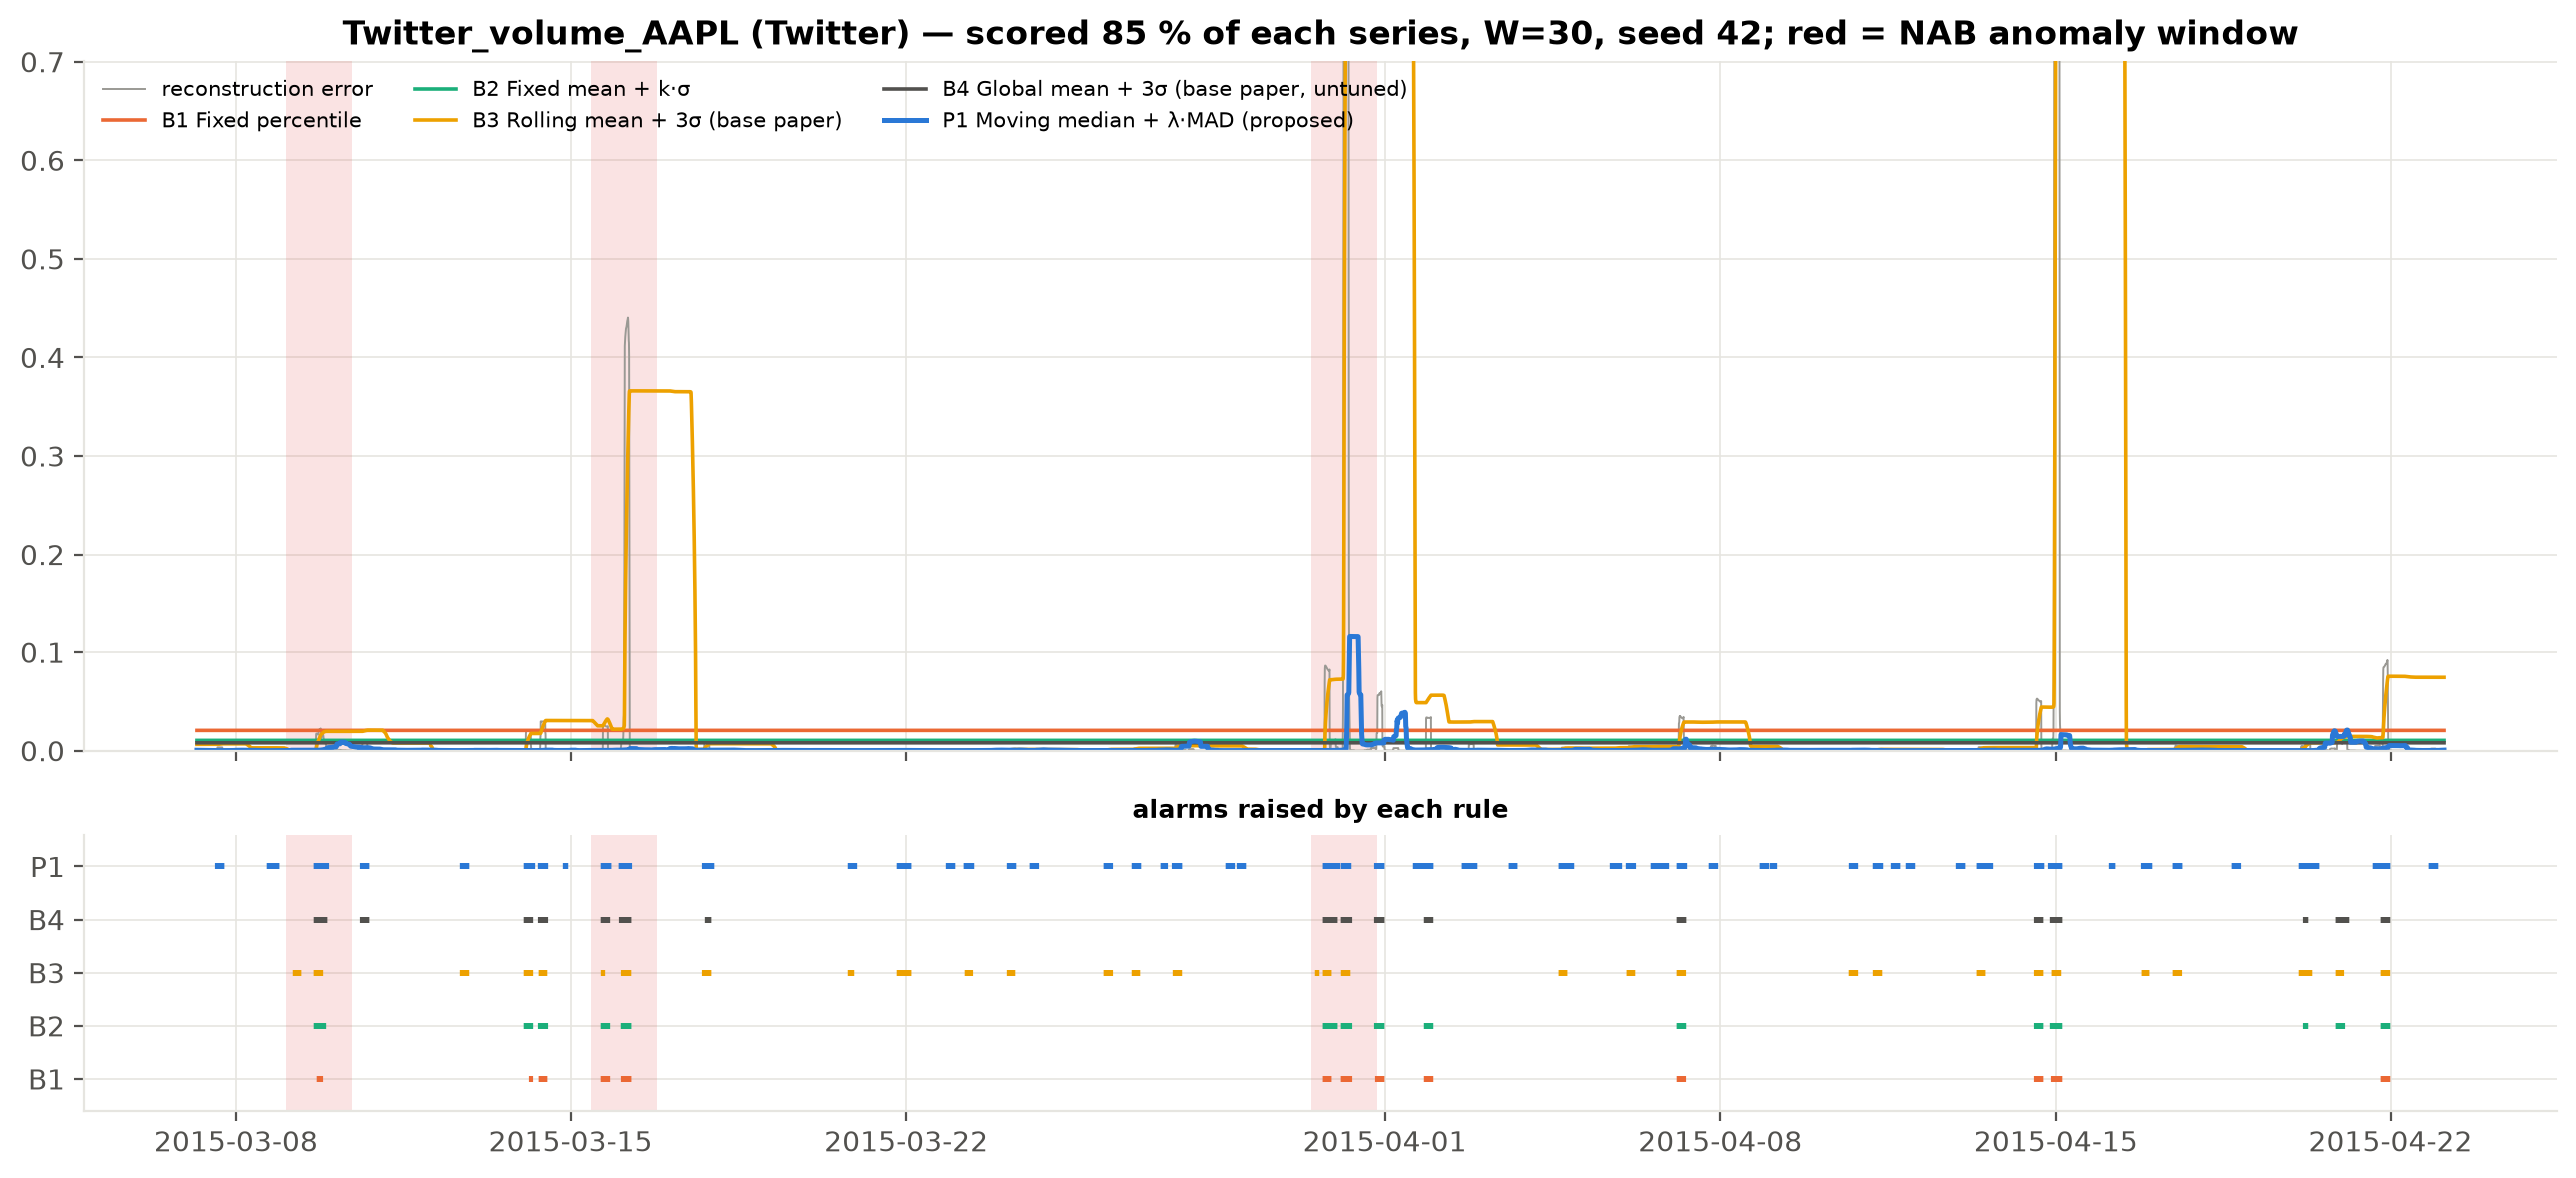 Twitter_volume_AAPL (Twitter) — scored 85 % of each series, W=30, seed 42; red = NAB anomaly window
0.7
0.6
0.5
0.4
0.3
0.2
0.1
0.0
reconstruction error
B1 Fixed percentile
B2 Fixed mean + k·σ
B3 Rolling mean + 3σ (base paper)
B4 Global mean + 3σ (base paper, untuned)
P1 Moving median + λ·MAD (proposed)
alarms raised by each rule
P1
B4
B3
B2
B1
2015-03-08 2015-03-15 2015-03-22 2015-04-01 2015-04-08 2015-04-15 2015-04-22